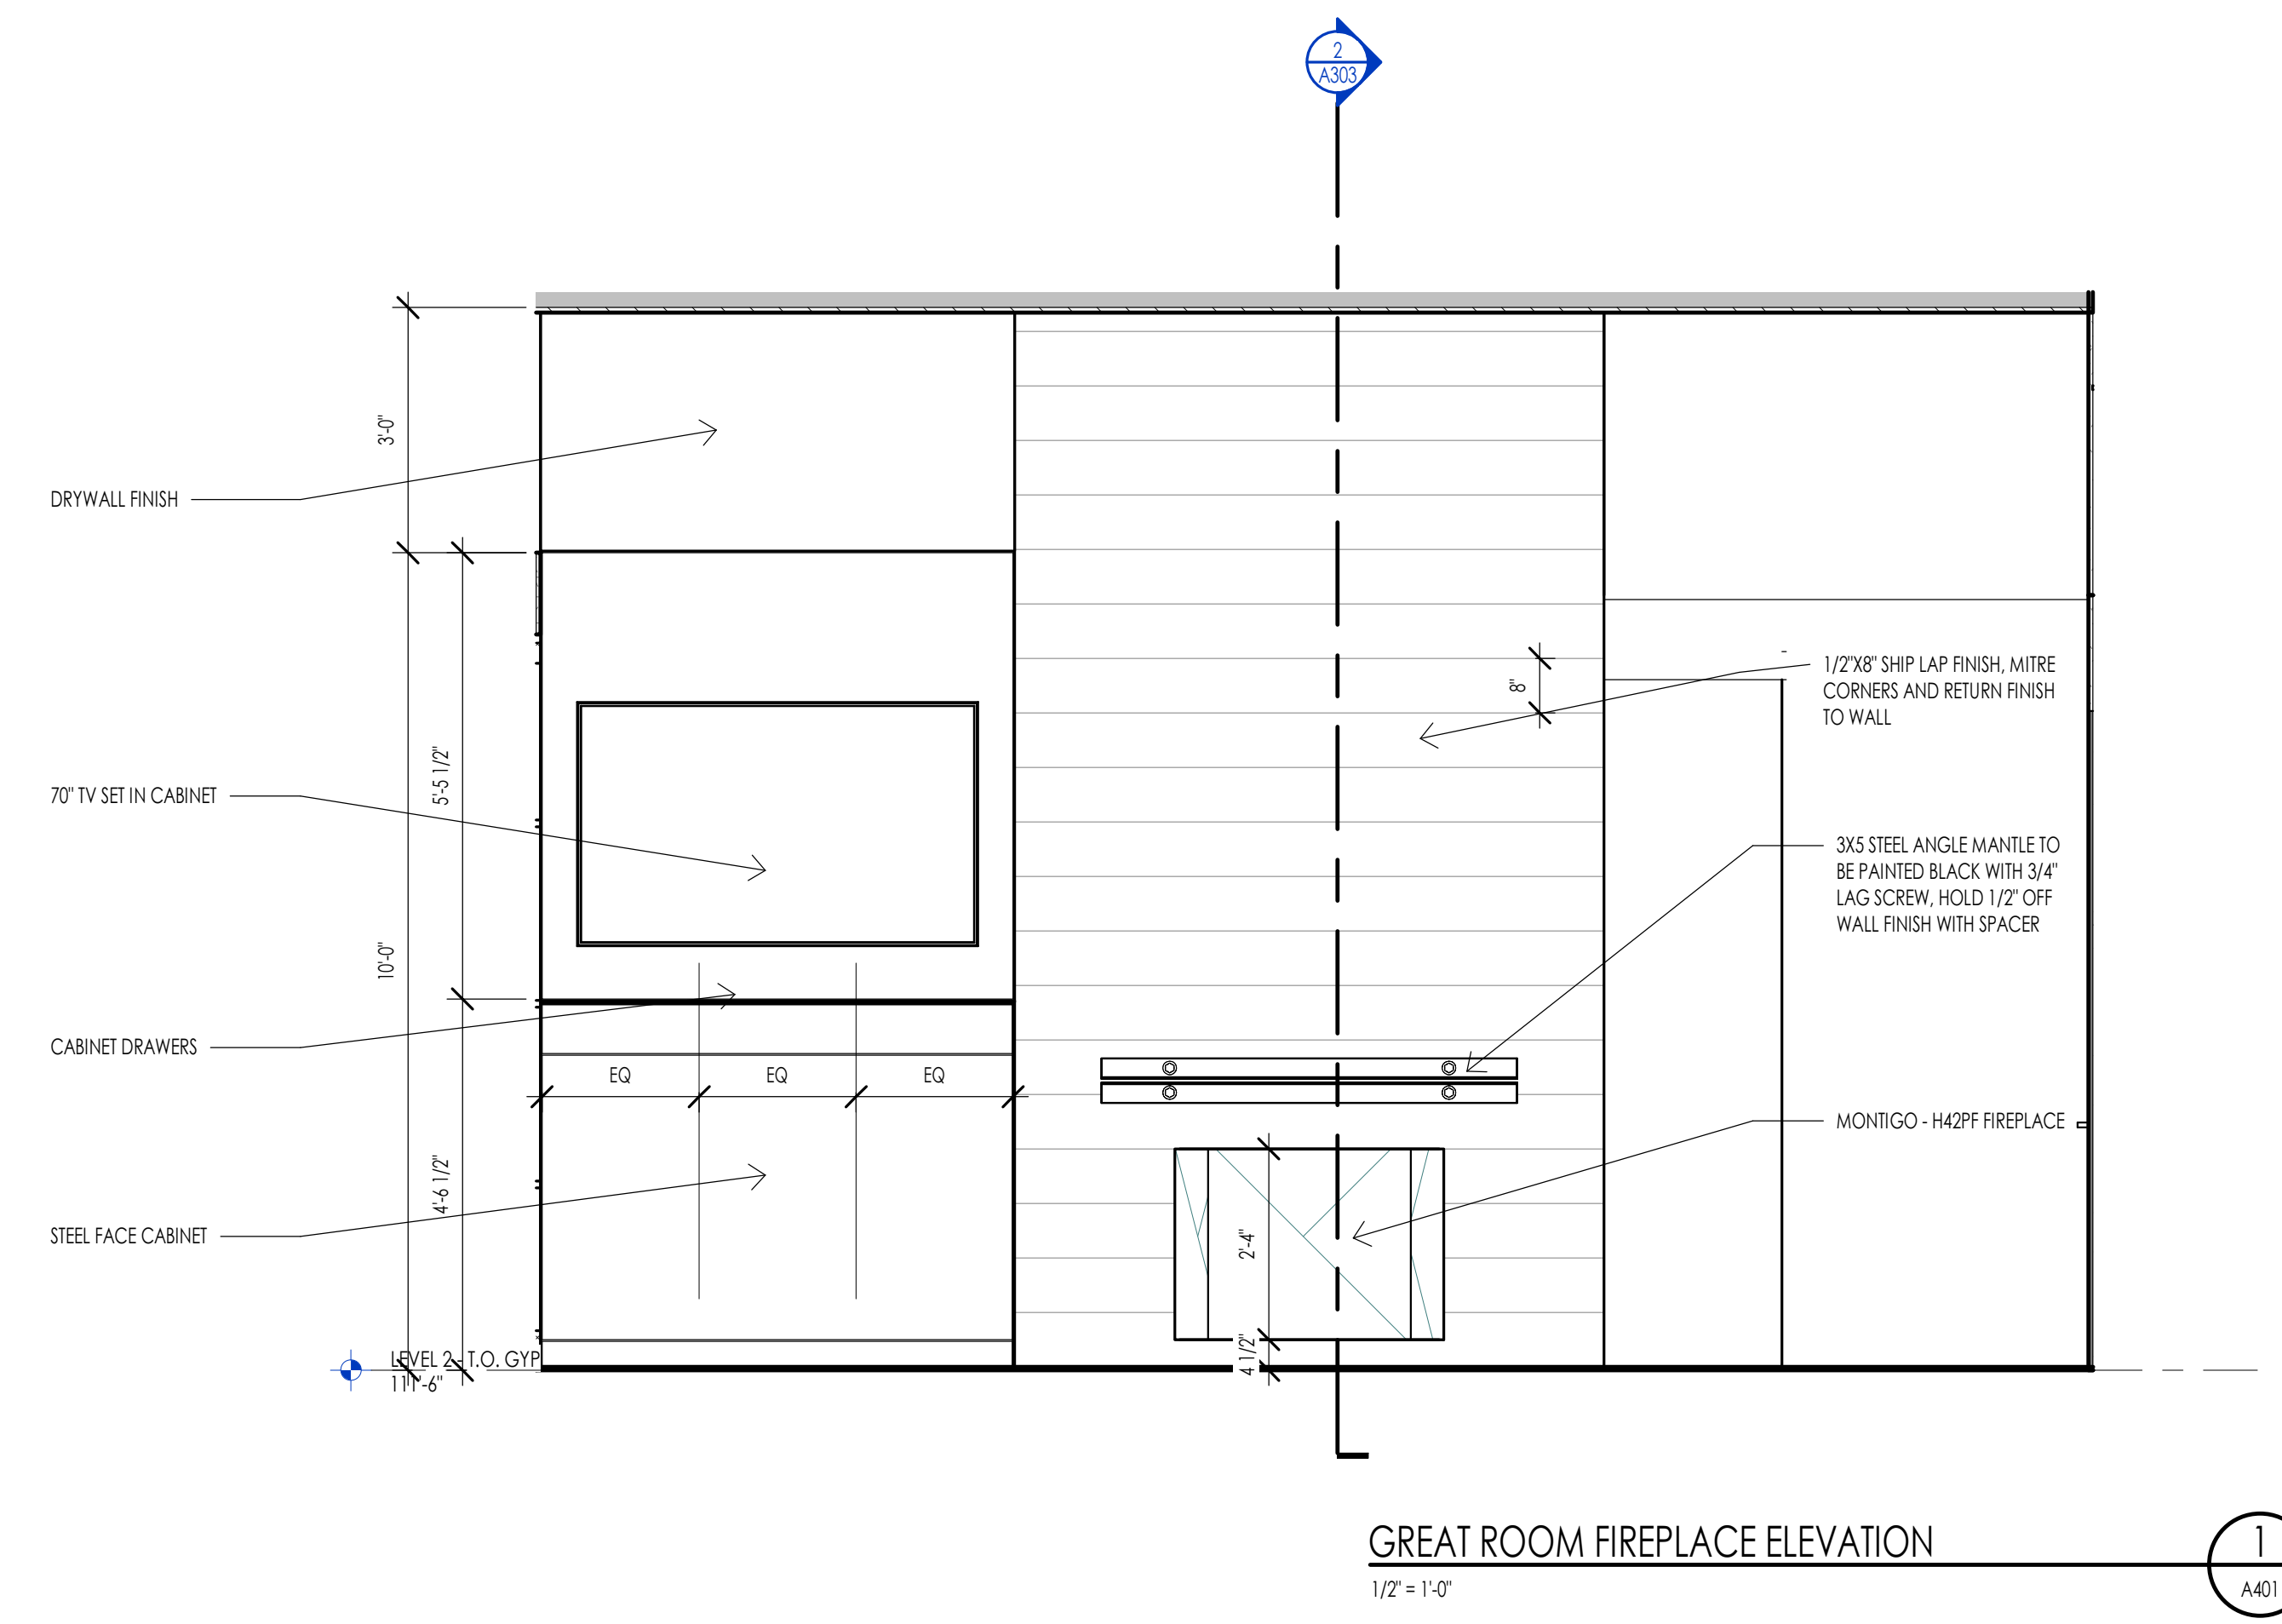 2
A303
3'-0"
DRYWALL FINISH
1/2"X8" SHIP LAP FINISH, MITRE
CORNERS AND RETURN FINISH
TO WALL
8"
5'-5 1/2"
70" TV SET IN CABINET
3X5 STEEL ANGLE MANTLE TO
BE PAINTED BLACK WITH 3/4"
LAG SCREW, HOLD 1/2" OFF
WALL FINISH WITH SPACER
10'-0"
CABINET DRAWERS
EQ EQ EQ
MONTIGO - H42PF FIREPLACE
4'-6 1/2"
STEEL FACE CABINET
2'-4"
4 1/2"
LEVEL 2 - T.O. GYP
111'-6"
GREAT ROOM FIREPLACE ELEVATION
1/2" = 1'-0"
1
A401